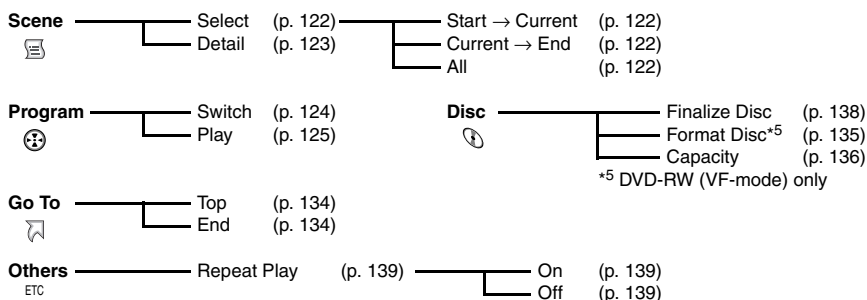 Scene Select (p. 122) Start → Current (p. 122)
Detail (p. 123) Current → End (p. 122)
All (p. 122)
Program Switch (p. 124) Disc Finalize Disc (p. 138)
Play (p. 125) Format Disc*5 (p. 135)
Capacity (p. 136)
*5 DVD-RW (VF-mode) only
Go To Top (p. 134)
End (p. 134)
Others Repeat Play (p. 139) On (p. 139)
ETC Off (p. 139)